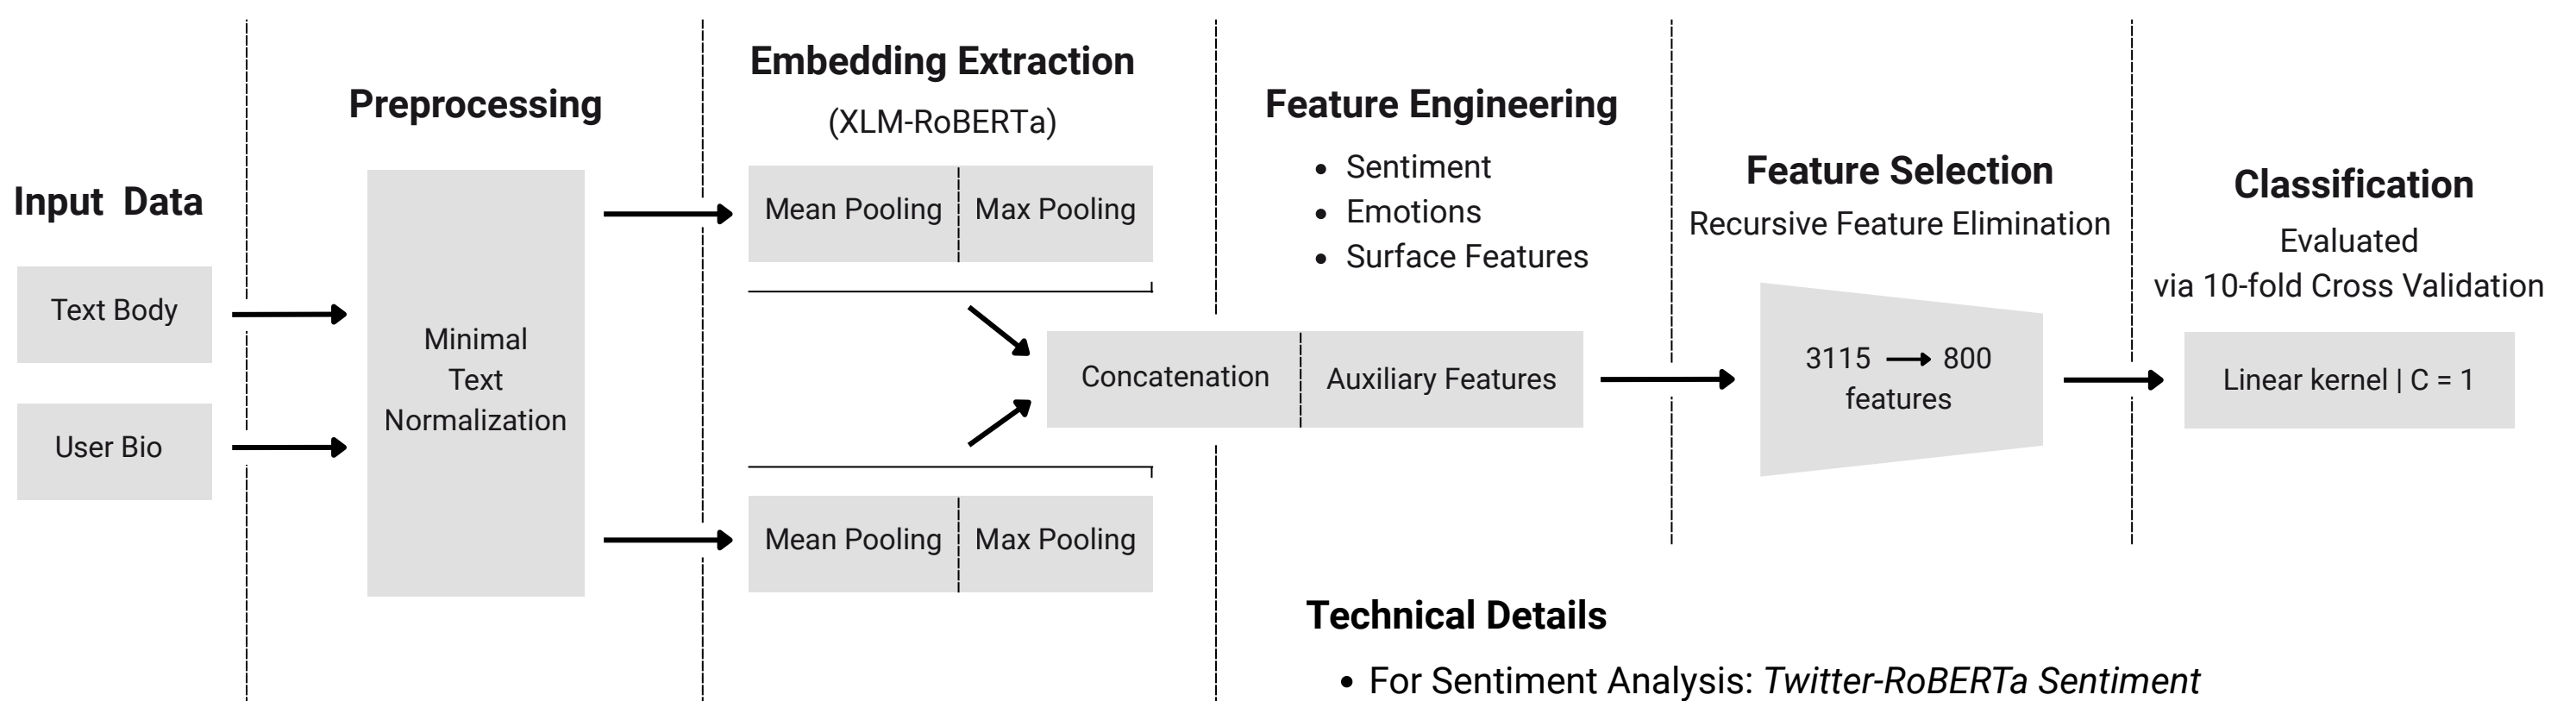 Input Data
Text Body
User Bio
Preprocessing
Minimal
Text
Normalization
Embedding Extraction
(XLM-RoBERTa)
Mean Pooling
Max Pooling
Mean Pooling
Max Pooling
Feature Engineering
• Sentiment
• Emotions
• Surface Features
Concatenation
Auxiliary Features
Feature Selection
Recursive Feature Elimination
3115 → 800
features
Classification
Evaluated
via 10-fold Cross Validation
Linear kernel | C = 1
Technical Details
• For Sentiment Analysis: Twitter-RoBERTa Sentiment